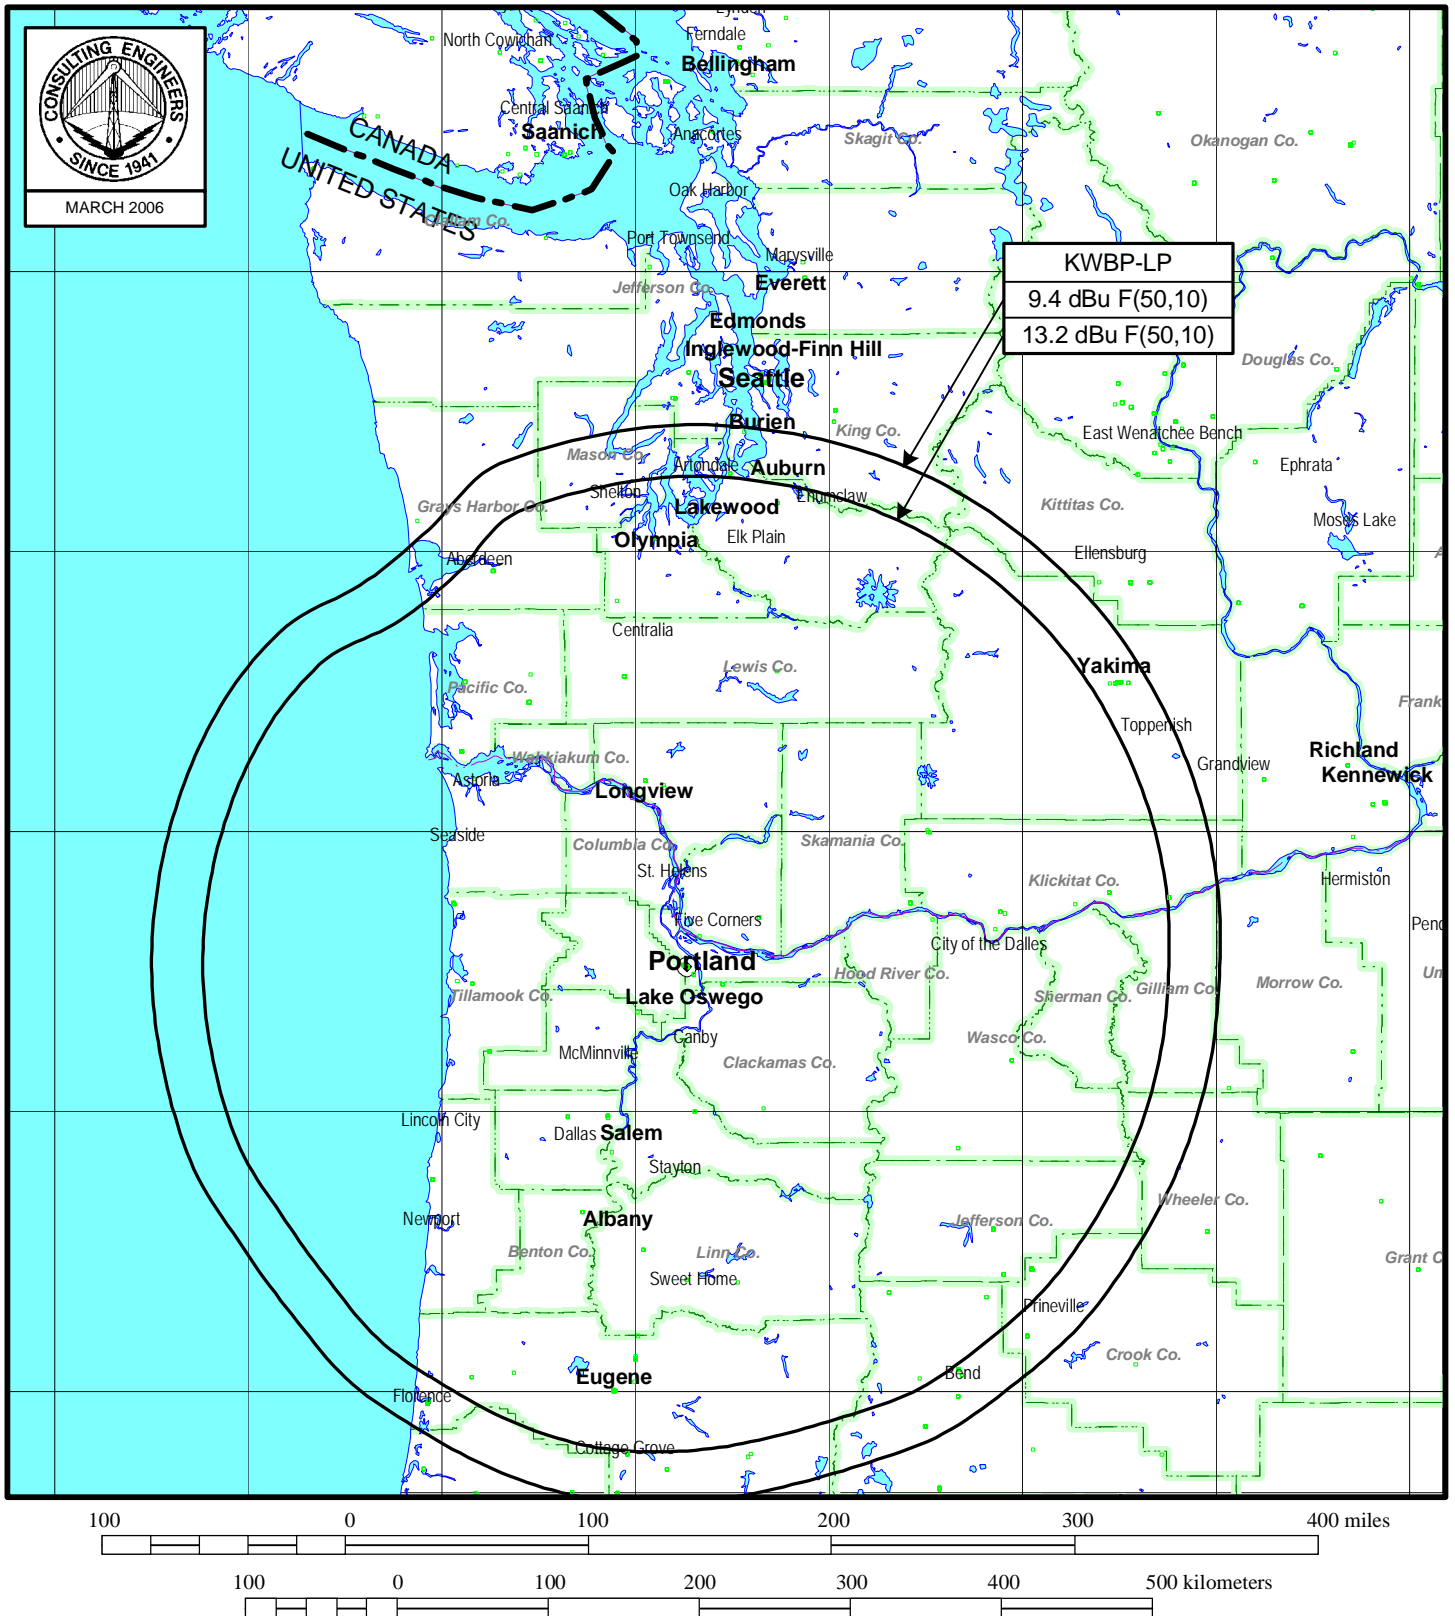 CONSULTING ENGINEERS
SINCE 1941
MARCH 2006
North Cowichan
Ferndale
Bellingham
Central Saanich
Saanich
Anacortes
Skagit Co.
Okanogan Co.
CANADA
UNITED STATES
Clallam Co.
Oak Harbor
Port Townsend
Marysville
KWBP-LP
9.4 dBu F(50,10)
13.2 dBu F(50,10)
Jefferson Co.
Everett
Edmonds
Inglewood-Finn Hill
Douglas Co.
Seattle
Burien
King Co.
East Wenatchee Bench
Mason Co.
Artondale
Auburn
Ephrata
Shelton
Enumclaw
Grays Harbor Co.
Lakewood
Kittitas Co.
Moses Lake
Olympia
Elk Plain
Aberdeen
Ellensburg
Centralia
Lewis Co.
Yakima
Pacific Co.
Frank
Toppenish
Wahkiakum Co.
Grandview
Richland
Kennewick
Astoria
Longview
Seaside
Columbia Co.
Skamania Co.
St. Helens
Klickitat Co.
Hermiston
Five Corners
Pend
City of the Dalles
Portland
Hood River Co.
Um
Lake Oswego
Tillamook Co.
Sherman Co.
Gilliam Co.
Morrow Co.
Canby
Wasco Co.
McMinnville
Clackamas Co.
Lincoln City
Dallas
Salem
Stayton
Wheeler Co.
Newport
Albany
Jefferson Co.
Benton Co.
Linn Co.
Grant C
Sweet Home
Prineville
Crook Co.
Eugene
Bend
Florence
Cottage Grove
100 0 100 200 300 400 miles
100 0 100 200 300 400 500 kilometers